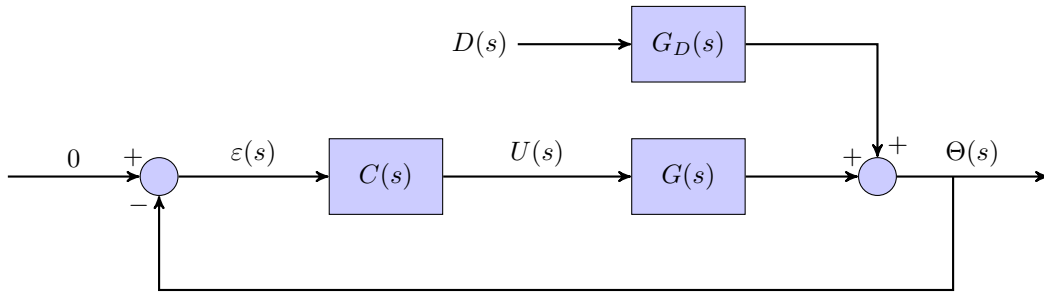 D(s)
G_D(s)
0
+
−
ε(s)
C(s)
U(s)
G(s)
+
+
Θ(s)